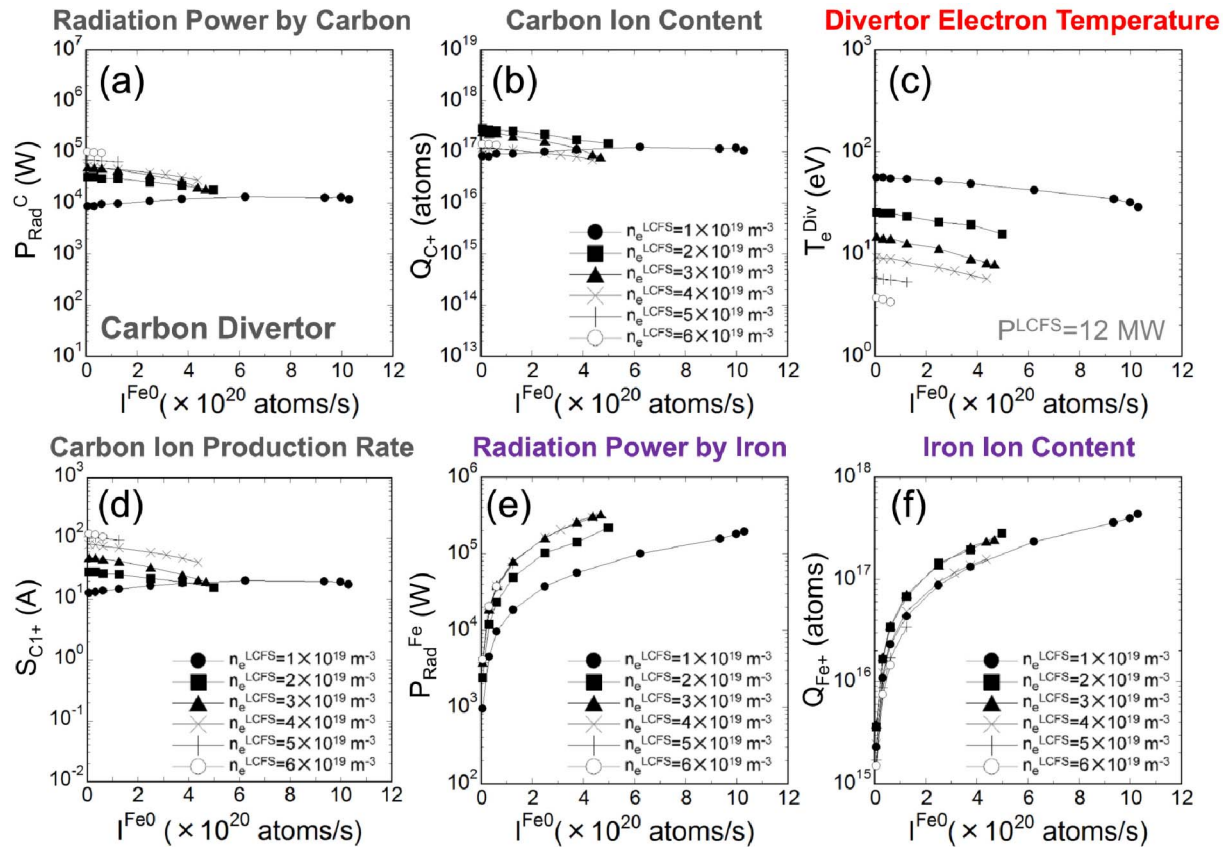 Radiation Power by Carbon
(a)
P_Rad^C (W)
10^7
10^6
10^5
10^4
10^3
10^2
10^1
Carbon Divertor
0 2 4 6 8 10 12
I^Fe0 (×10^20 atoms/s)
Carbon Ion Content
(b)
Q_C+ (atoms)
10^19
10^18
10^17
10^16
10^15
10^14
10^13
n_e^LCFS=1×10^19 m^-3
n_e^LCFS=2×10^19 m^-3
n_e^LCFS=3×10^19 m^-3
n_e^LCFS=4×10^19 m^-3
n_e^LCFS=5×10^19 m^-3
n_e^LCFS=6×10^19 m^-3
0 2 4 6 8 10 12
I^Fe0 (×10^20 atoms/s)
Divertor Electron Temperature
(c)
T_e^Div (eV)
10^3
10^2
10^1
10^0
P^LCFS=12 MW
0 2 4 6 8 10 12
I^Fe0 (×10^20 atoms/s)
Carbon Ion Production Rate
(d)
S_C1+ (A)
10^3
10^2
10^1
10^0
10^-1
10^-2
n_e^LCFS=1×10^19 m^-3
n_e^LCFS=2×10^19 m^-3
n_e^LCFS=3×10^19 m^-3
n_e^LCFS=4×10^19 m^-3
n_e^LCFS=5×10^19 m^-3
n_e^LCFS=6×10^19 m^-3
0 2 4 6 8 10 12
I^Fe0 (×10^20 atoms/s)
Radiation Power by Iron
(e)
P_Rad^Fe (W)
10^6
10^5
10^4
10^3
10^2
n_e^LCFS=1×10^19 m^-3
n_e^LCFS=2×10^19 m^-3
n_e^LCFS=3×10^19 m^-3
n_e^LCFS=4×10^19 m^-3
n_e^LCFS=5×10^19 m^-3
n_e^LCFS=6×10^19 m^-3
0 2 4 6 8 10 12
I^Fe0 (×10^20 atoms/s)
Iron Ion Content
(f)
Q_Fe+ (atoms)
10^18
10^17
10^16
10^15
n_e^LCFS=1×10^19 m^-3
n_e^LCFS=2×10^19 m^-3
n_e^LCFS=3×10^19 m^-3
n_e^LCFS=4×10^19 m^-3
n_e^LCFS=5×10^19 m^-3
n_e^LCFS=6×10^19 m^-3
0 2 4 6 8 10 12
I^Fe0 (×10^20 atoms/s)